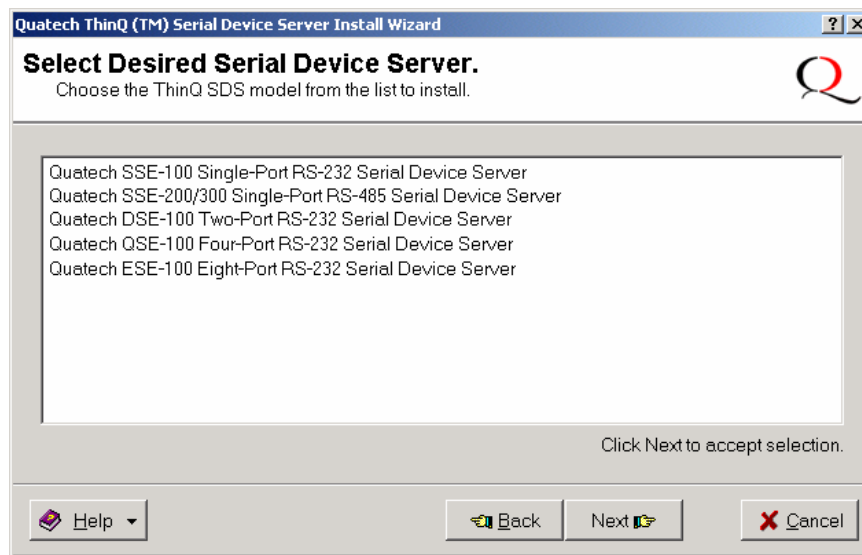 Quatech ThinQ (TM) Serial Device Server Install Wizard
Select Desired Serial Device Server.
Choose the ThinQ SDS model from the list to install.
Quatech SSE-100 Single-Port RS-232 Serial Device Server
Quatech SSE-200/300 Single-Port RS-485 Serial Device Server
Quatech DSE-100 Two-Port RS-232 Serial Device Server
Quatech QSE-100 Four-Port RS-232 Serial Device Server
Quatech ESE-100 Eight-Port RS-232 Serial Device Server
Click Next to accept selection.
Help Back Next Cancel